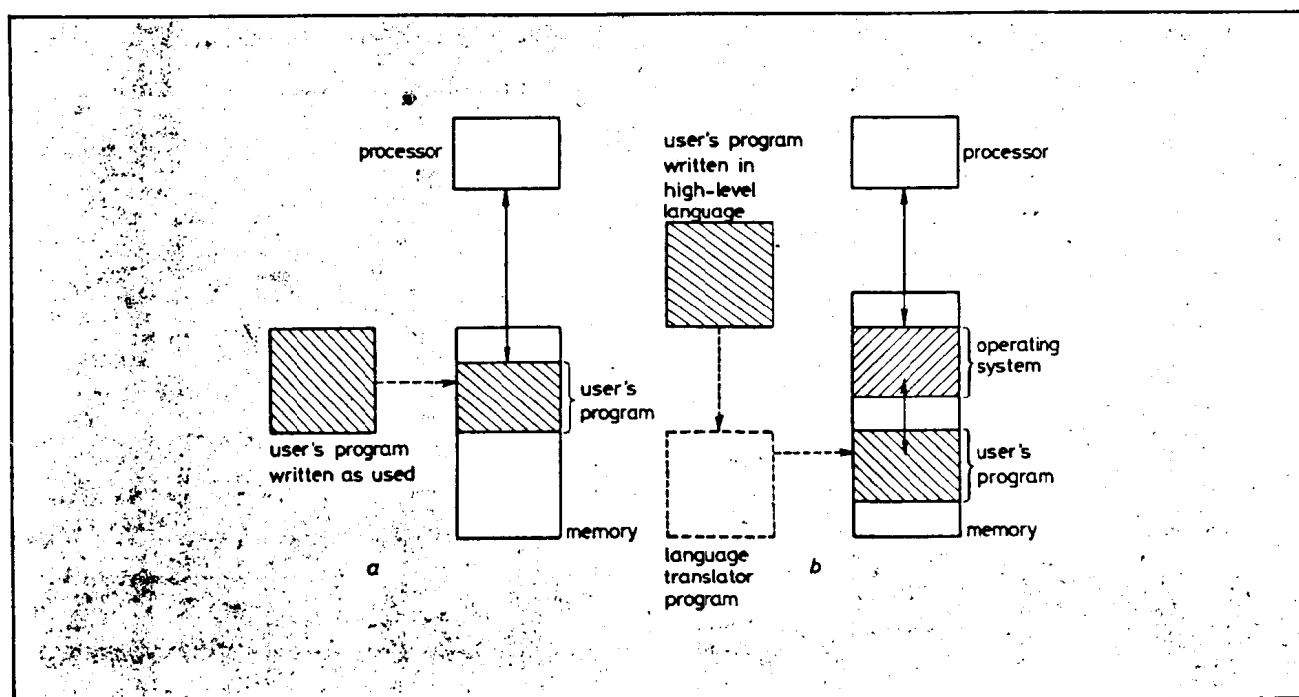 processor
user's program
written as used
user's
program
memory
a
user's program
written in
high-level
language
processor
operating
system
user's
program
memory
language
translator
program
b